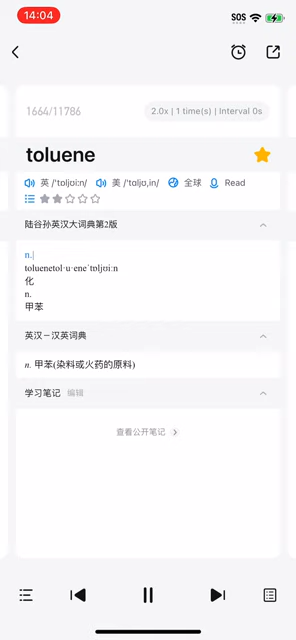 14:04
SOS
1664/11786
2.0x | 1 time(s) | Interval 0s
toluene
英 /'tɒljʊi:n/ 美 /'tɒljʊ,in/ 全球 Read
陆谷孙英汉大词典第2版
n.|
toluenetol·u·eneˈtɒljʊiːn
化
n.
甲苯
英汉－汉英词典
n. 甲苯(染料或火药的原料)
学习笔记 编辑
查看公开笔记